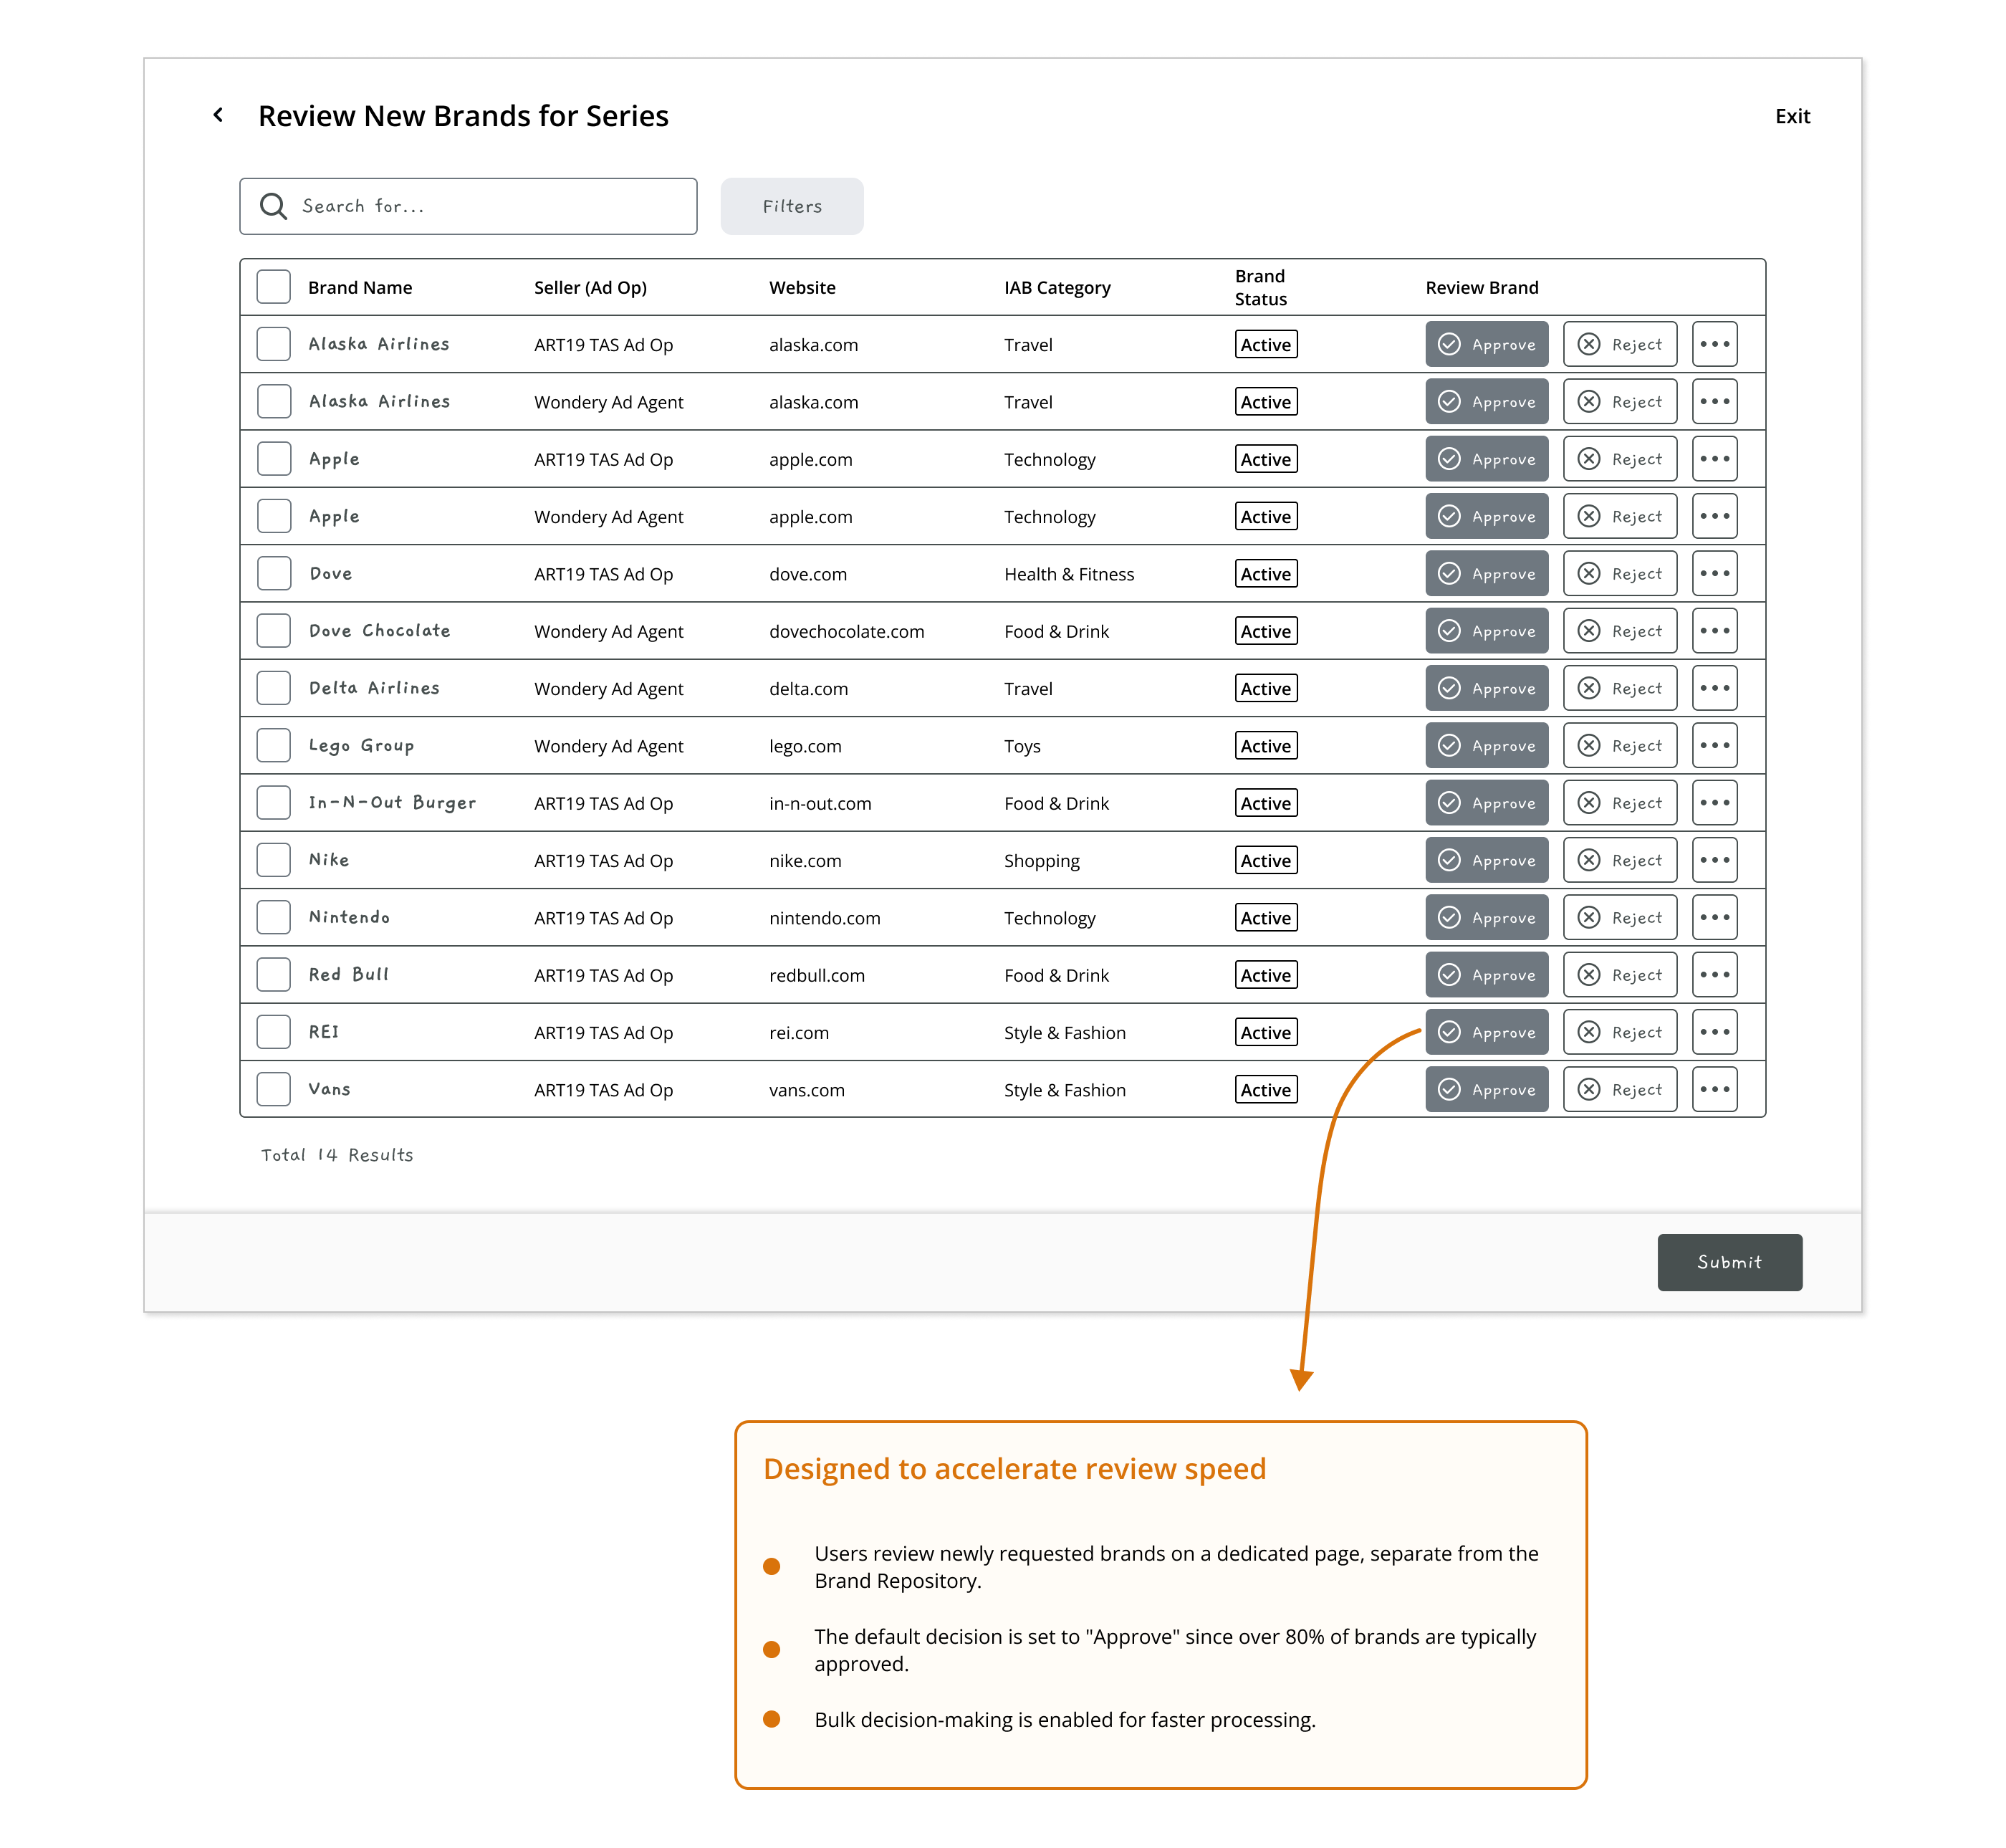 Review New Brands for Series
Exit
Search for...
Filters
Brand Name Seller (Ad Op) Website IAB Category Brand Status Review Brand
Alaska Airlines ART19 TAS Ad Op alaska.com Travel Active Approve Reject
Alaska Airlines Wondery Ad Agent alaska.com Travel Active Approve Reject
Apple ART19 TAS Ad Op apple.com Technology Active Approve Reject
Apple Wondery Ad Agent apple.com Technology Active Approve Reject
Dove ART19 TAS Ad Op dove.com Health & Fitness Active Approve Reject
Dove Chocolate Wondery Ad Agent dovechocolate.com Food & Drink Active Approve Reject
Delta Airlines Wondery Ad Agent delta.com Travel Active Approve Reject
Lego Group Wondery Ad Agent lego.com Toys Active Approve Reject
In-N-Out Burger ART19 TAS Ad Op in-n-out.com Food & Drink Active Approve Reject
Nike ART19 TAS Ad Op nike.com Shopping Active Approve Reject
Nintendo ART19 TAS Ad Op nintendo.com Technology Active Approve Reject
Red Bull ART19 TAS Ad Op redbull.com Food & Drink Active Approve Reject
REI ART19 TAS Ad Op rei.com Style & Fashion Active Approve Reject
Vans ART19 TAS Ad Op vans.com Style & Fashion Active Approve Reject
Total 14 Results
Submit
Designed to accelerate review speed
Users review newly requested brands on a dedicated page, separate from the
Brand Repository.
The default decision is set to "Approve" since over 80% of brands are typically
approved.
Bulk decision-making is enabled for faster processing.